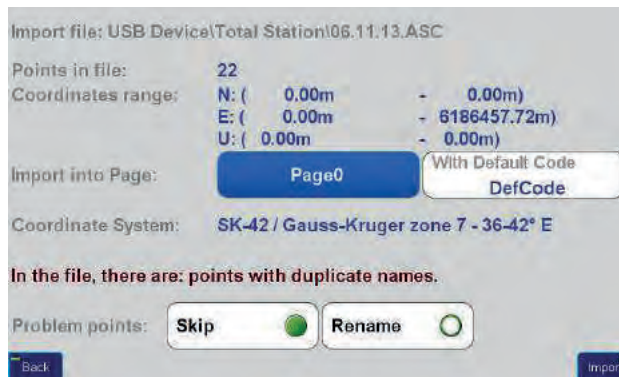 Import file: USB Device\Total Station\06.11.13.ASC
Points in file: 22
Coordinates range: N: ( 0.00m - 0.00m)
E: ( 0.00m - 6186457.72m)
U: ( 0.00m - 0.00m)
Import into Page: Page0 With Default Code
DefCode
Coordinate System: SK-42 / Gauss-Kruger zone 7 - 36-42° E
In the file, there are: points with duplicate names.
Problem points: Skip Rename
Back Impor